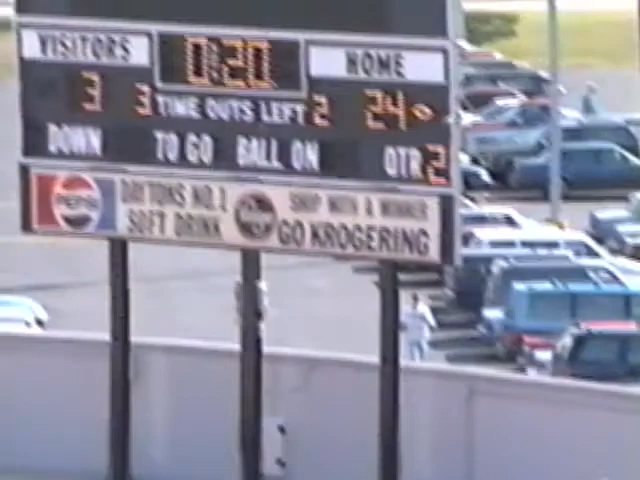 VISITORS 0:20 HOME
3 3 TIME OUTS LEFT 2 24
DOWN TO GO BALL ON QTR 2
PEPSI DAYTONS NO.1 SHOP WITH A WINNER
SOFT DRINK GO KROGERING